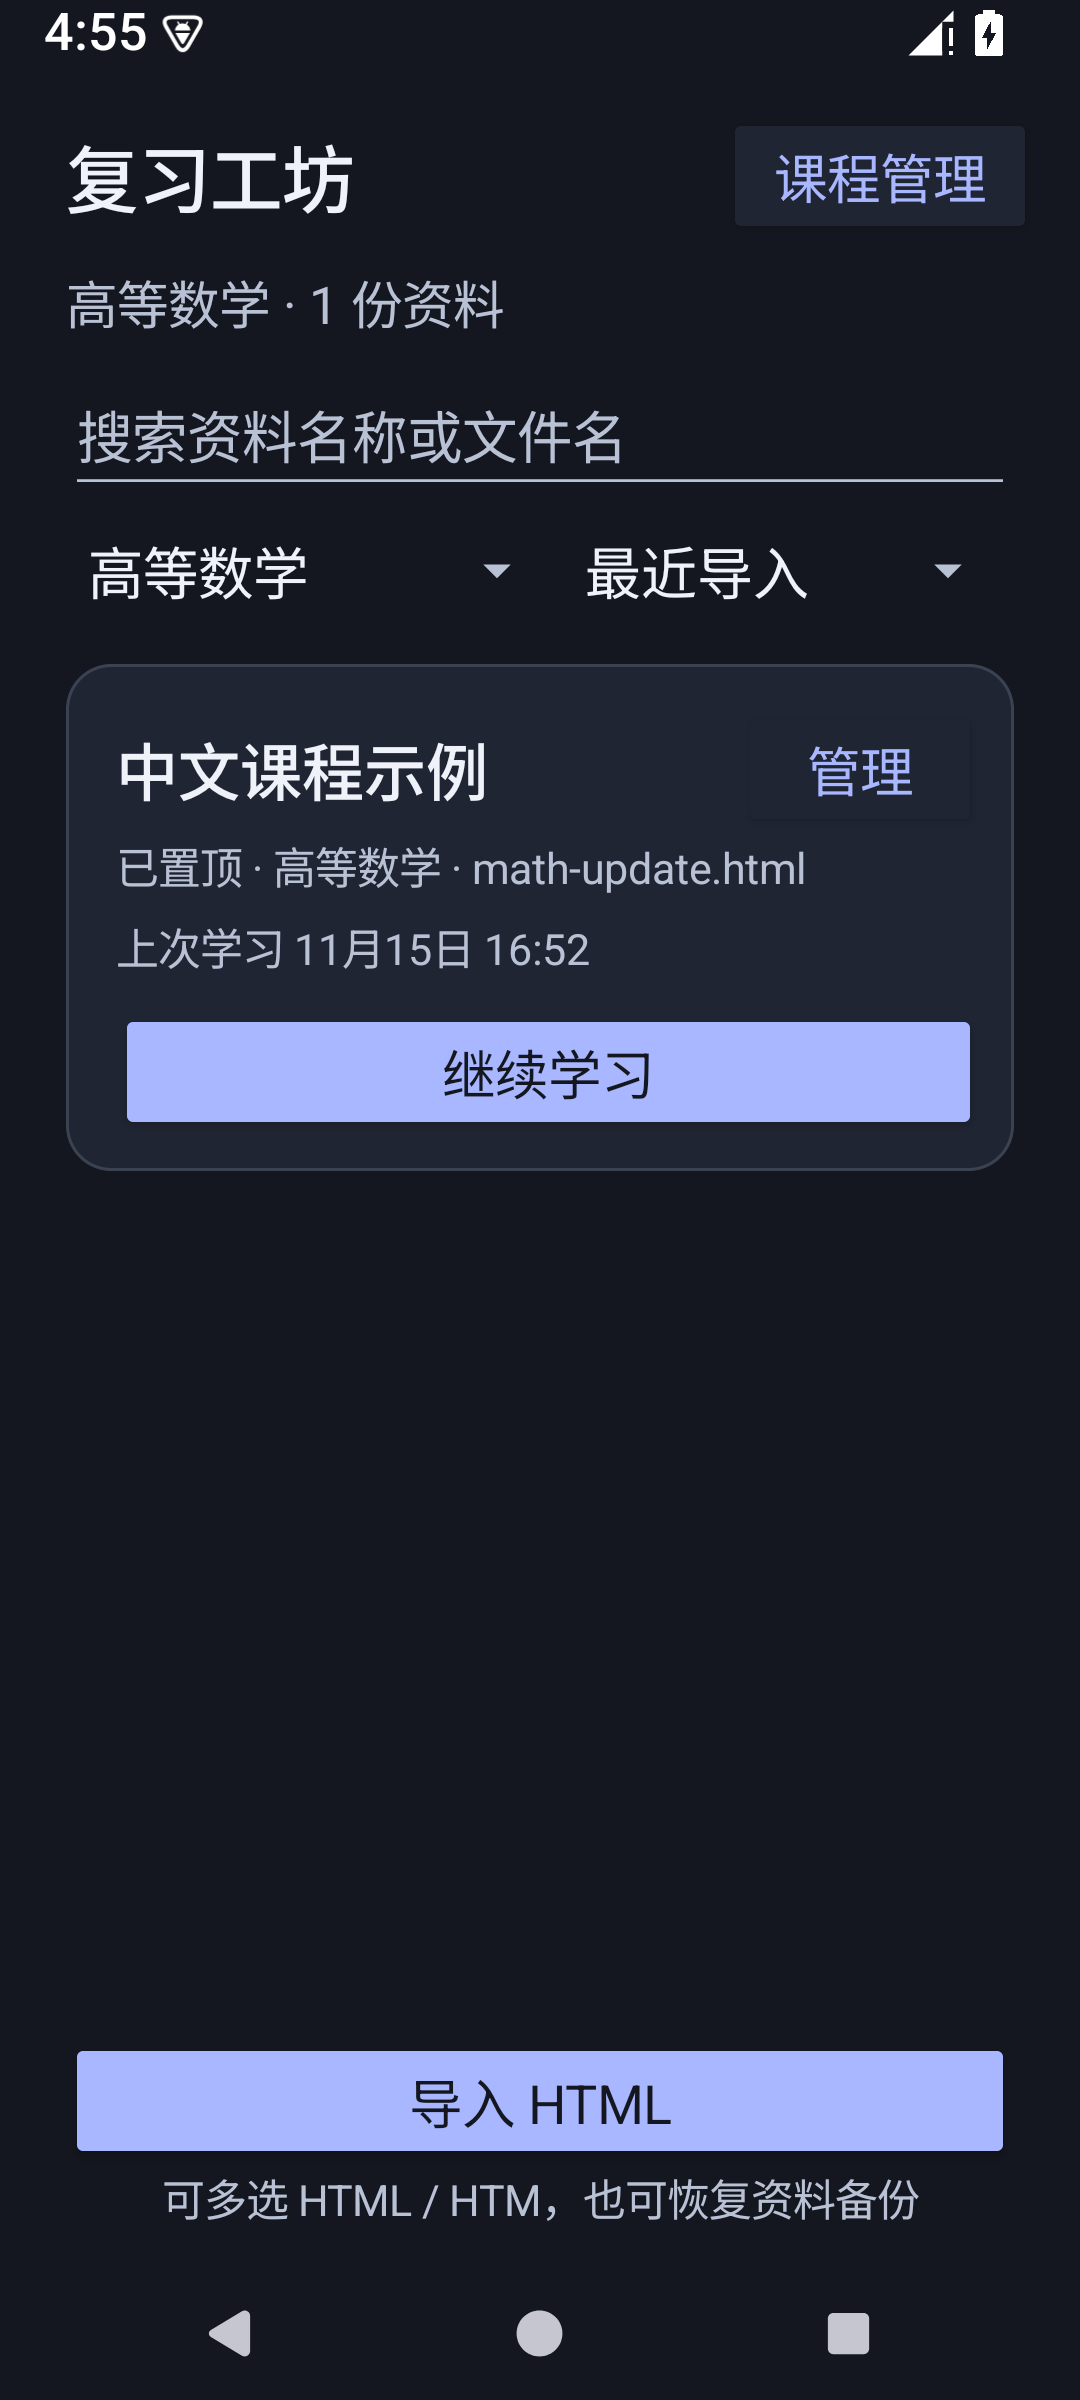 4:55
复习工坊
课程管理
高等数学 · 1 份资料
搜索资料名称或文件名
高等数学
最近导入
中文课程示例
管理
已置顶 · 高等数学 · math-update.html
上次学习 11月15日 16:52
继续学习
导入 HTML
可多选 HTML / HTM，也可恢复资料备份